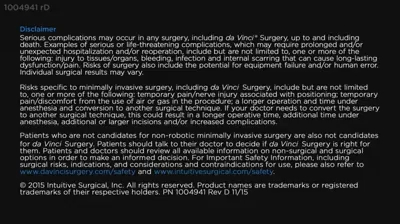 1004941 rD
Disclaimer
Serious complications may occur in any surgery, including da Vinci® Surgery, up to and including
death. Examples of serious or life-threatening complications, which may require prolonged and/or
unexpected hospitalization and/or reoperation, include but are not limited to, one or more of the
following: injury to tissues/organs, bleeding, infection and internal scarring that can cause long-lasting
dysfunction/pain. Risks of surgery also include the potential for equipment failure and/or human error.
Individual surgical results may vary.
Risks specific to minimally invasive surgery, including da Vinci Surgery, include but are not limited
to, one or more of the following: temporary pain/nerve injury associated with positioning; temporary
pain/discomfort from the use of air or gas in the procedure; a longer operation and time under
anesthesia and conversion to another surgical technique. If your doctor needs to convert the surgery
to another surgical technique, this could result in a longer operative time, additional time under
anesthesia, additional or larger incisions and/or increased complications.
Patients who are not candidates for non-robotic minimally invasive surgery are also not candidates
for da Vinci Surgery. Patients should talk to their doctor to decide if da Vinci Surgery is right for
them. Patients and doctors should review all available information on non-surgical and surgical
options in order to make an informed decision. For Important Safety Information, including
surgical risks, indications, and considerations and contraindications for use, please also refer to
www.davincisurgery.com/safety and www.intuitivesurgical.com/safety.
© 2015 Intuitive Surgical, Inc. All rights reserved. Product names are trademarks or registered
trademarks of their respective holders. PN 1004941 Rev D 11/15